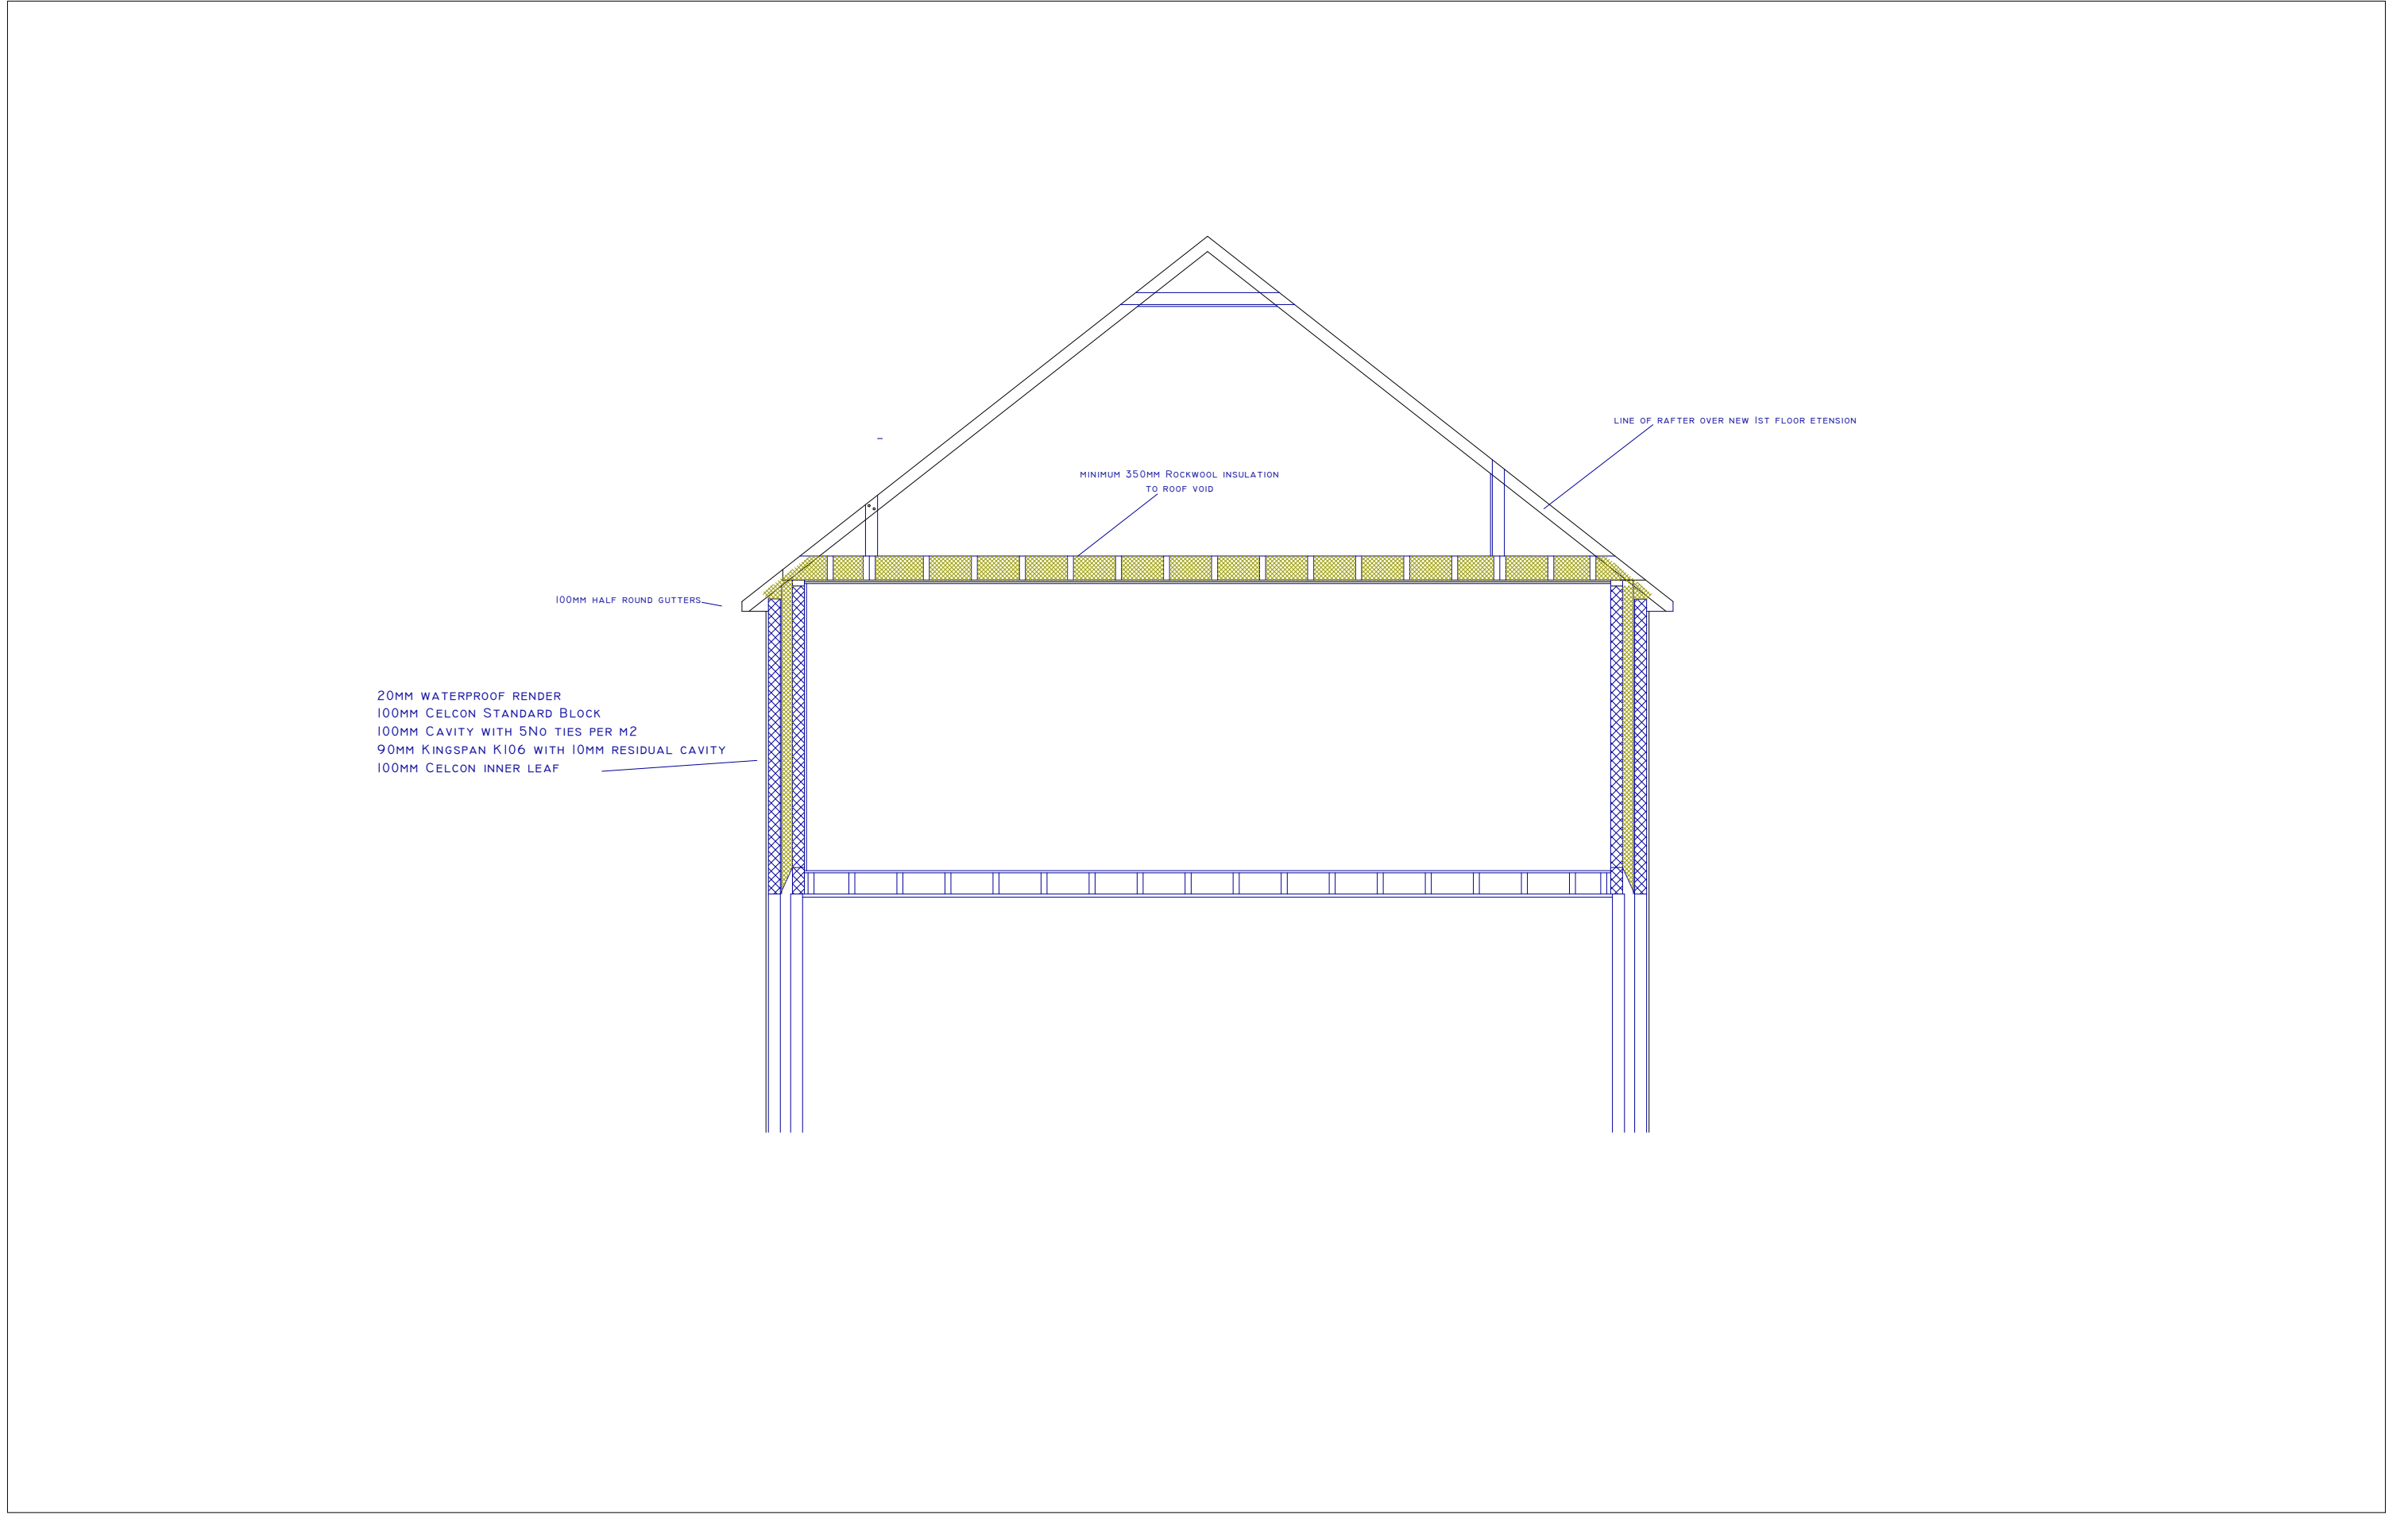 LINE OF RAFTER OVER NEW 1ST FLOOR ETENSION
MINIMUM 350MM ROCKWOOL INSULATION
TO ROOF VOID
100MM HALF ROUND GUTTERS
20MM WATERPROOF RENDER
100MM CELCON STANDARD BLOCK
100MM CAVITY WITH 5NO TIES PER M2
90MM KINGSPAN K106 WITH 10MM RESIDUAL CAVITY
100MM CELCON INNER LEAF